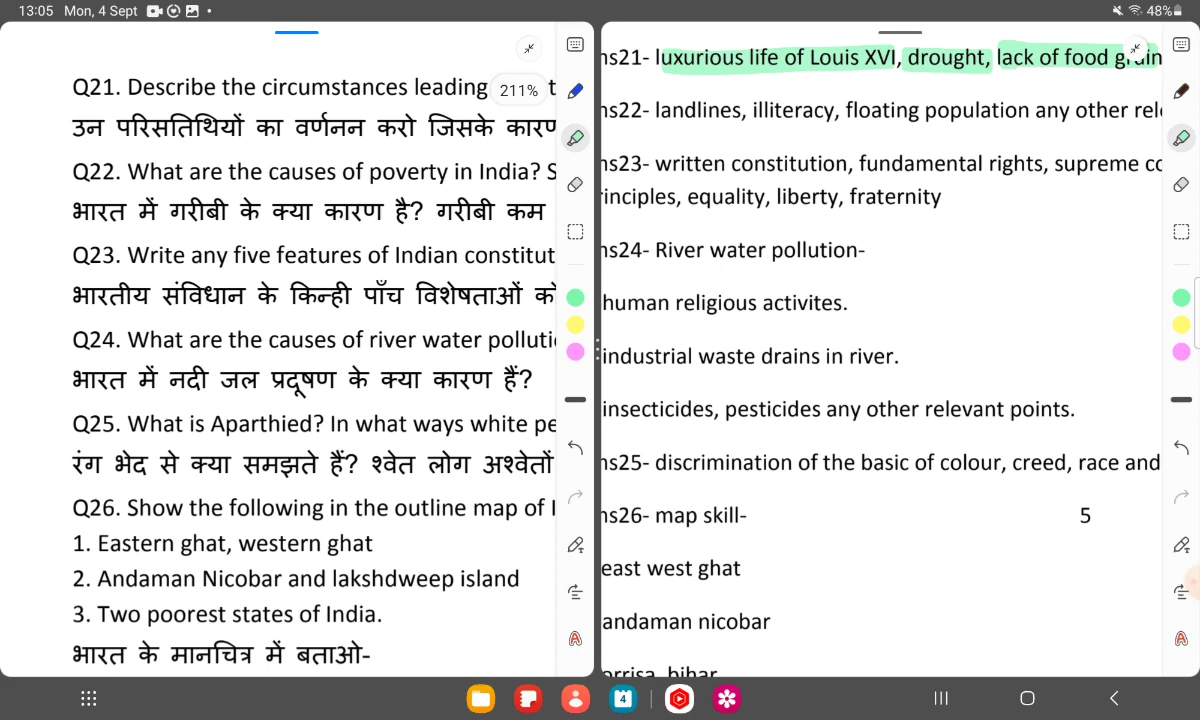 13:05 Mon, 4 Sept
48%
Q21. Describe the circumstances leading
211%
t
उन परिसतिथियों का वर्णनन करो जिसके कारण
Q22. What are the causes of poverty in India? S
भारत में गरीबी के क्या कारण है? गरीबी कम
Q23. Write any five features of Indian constitut
भारतीय संविधान के किन्ही पाँच विशेषताओं को
Q24. What are the causes of river water polluti
भारत में नदी जल प्रदूषण के क्या कारण हैं?
Q25. What is Aparthied? In what ways white pe
रंग भेद से क्या समझते हैं? श्वेत लोग अश्वेतों
Q26. Show the following in the outline map of I
1. Eastern ghat, western ghat
2. Andaman Nicobar and lakshdweep island
3. Two poorest states of India.
भारत के मानचित्र में बताओ-
ns21- luxurious life of Louis XVI, drought, lack of food grain
ns22- landlines, illiteracy, floating population any other rele
ns23- written constitution, fundamental rights, supreme co
rinciples, equality, liberty, fraternity
ns24- River water pollution-
human religious activites.
industrial waste drains in river.
insecticides, pesticides any other relevant points.
ns25- discrimination of the basic of colour, creed, race and
ns26- map skill- 5
east west ghat
andaman nicobar
orrisa, bihar
4